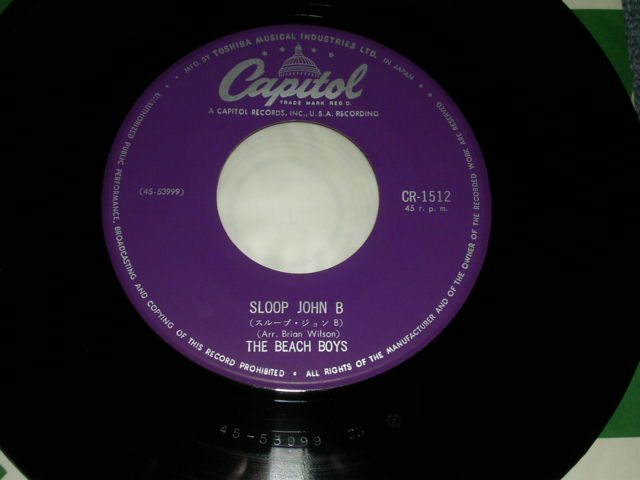 MFG. BY TOSHIBA MUSICAL INDUSTRIES LTD. IN JAPAN
Capitol
TRADE MARK REG'D.
A CAPITOL RECORDS, INC., U.S.A. RECORDING
(45-53999)
CR-1512
45 r.p.m.
SLOOP JOHN B
(スループ・ジョン B)
(Arr. Brian Wilson)
THE BEACH BOYS
UNAUTHORIZED PUBLIC PERFORMANCE, BROADCASTING AND COPYING OF THIS RECORD PROHIBITED • ALL RIGHTS OF THE MANUFACTURER AND OF THE OWNER OF THE RECORDED WORK ARE RESERVED
45-53999